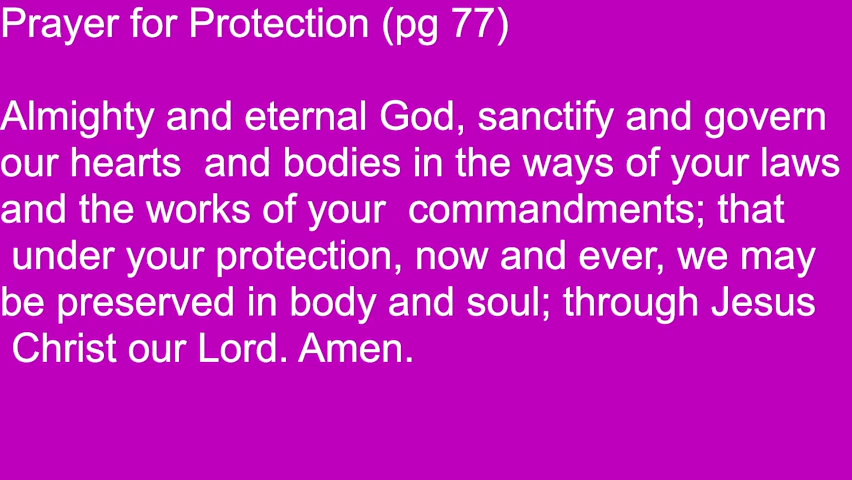 Prayer for Protection (pg 77)
Almighty and eternal God, sanctify and govern
our hearts  and bodies in the ways of your laws
and the works of your  commandments; that
under your protection, now and ever, we may
be preserved in body and soul; through Jesus
Christ our Lord. Amen.